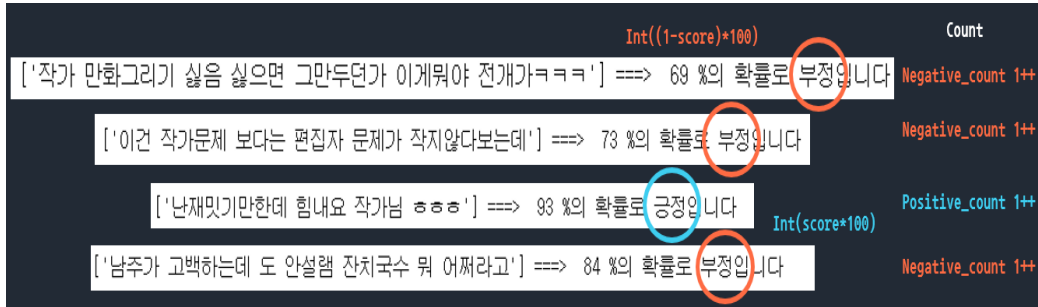 Int((1-score)*100) Count
['작가 만화그리기 싫음 싫으면 그만두던가 이게뭐야 전개가ㅋㅋㅋ'] ===> 69 %의 확률로 부정입니다 Negative_count 1++
['이건 작가문제 보다는 편집자 문제가 작지않다보는데'] ===> 73 %의 확률로 부정입니다 Negative_count 1++
['난재밋기만한데 힘내요 작가님 ㅎㅎㅎ'] ===> 93 %의 확률로 긍정입니다 Positive_count 1++
Int(score*100)
['남주가 고백하는데 도 안설램 잔치국수 뭐 어쩌라고'] ===> 84 %의 확률로 부정입니다 Negative_count 1++